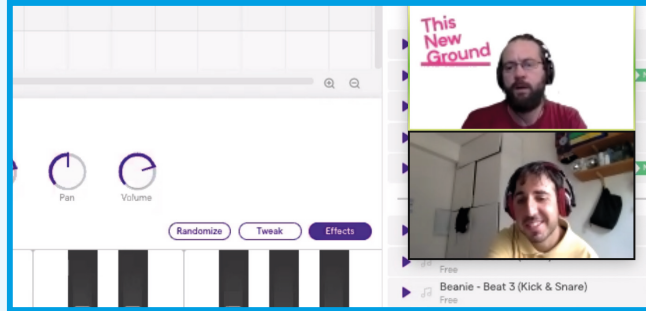 This
New
Ground
Pan
Volume
Randomize
Tweak
Effects
Free
Beanie - Beat 3 (Kick & Snare)
Free